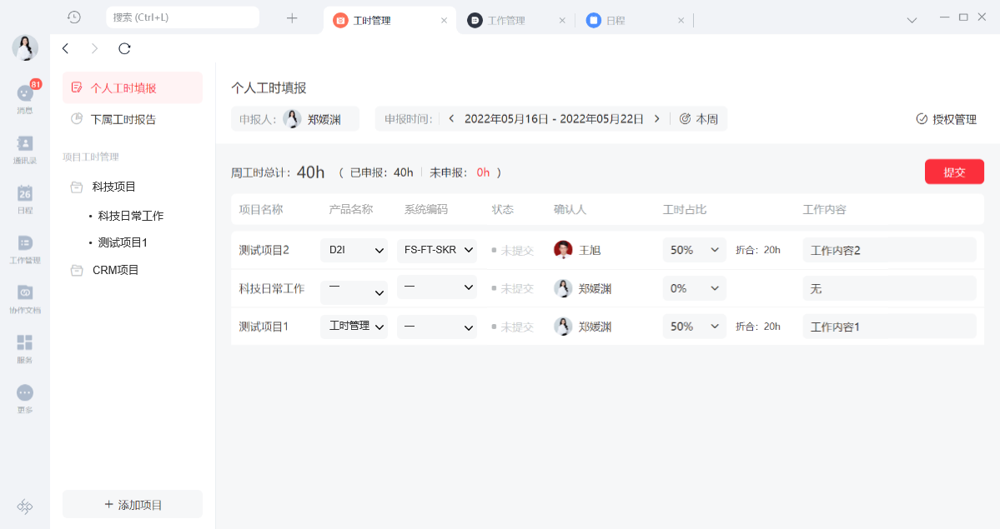 搜索 (Ctrl+L)
工时管理
工作管理
日程
81
消息
通讯录
26
日程
工作管理
协作文档
服务
更多
个人工时填报
下属工时报告
项目工时管理
科技项目
• 科技日常工作
• 测试项目1
CRM项目
+ 添加项目
个人工时填报
申报人： 郑媛渊
申报时间： 2022年05月16日 - 2022年05月22日 本周
授权管理
周工时总计： 40h （ 已申报： 40h 未申报： 0h ）
提交
项目名称 产品名称 系统编码 状态 确认人 工时占比 工作内容
测试项目2 D2I FS-FT-SKR 未提交 王旭 50% 折合：20h 工作内容2
科技日常工作 — — 未提交 郑媛渊 0% 无
测试项目1 工时管理 — 未提交 郑媛渊 50% 折合：20h 工作内容1